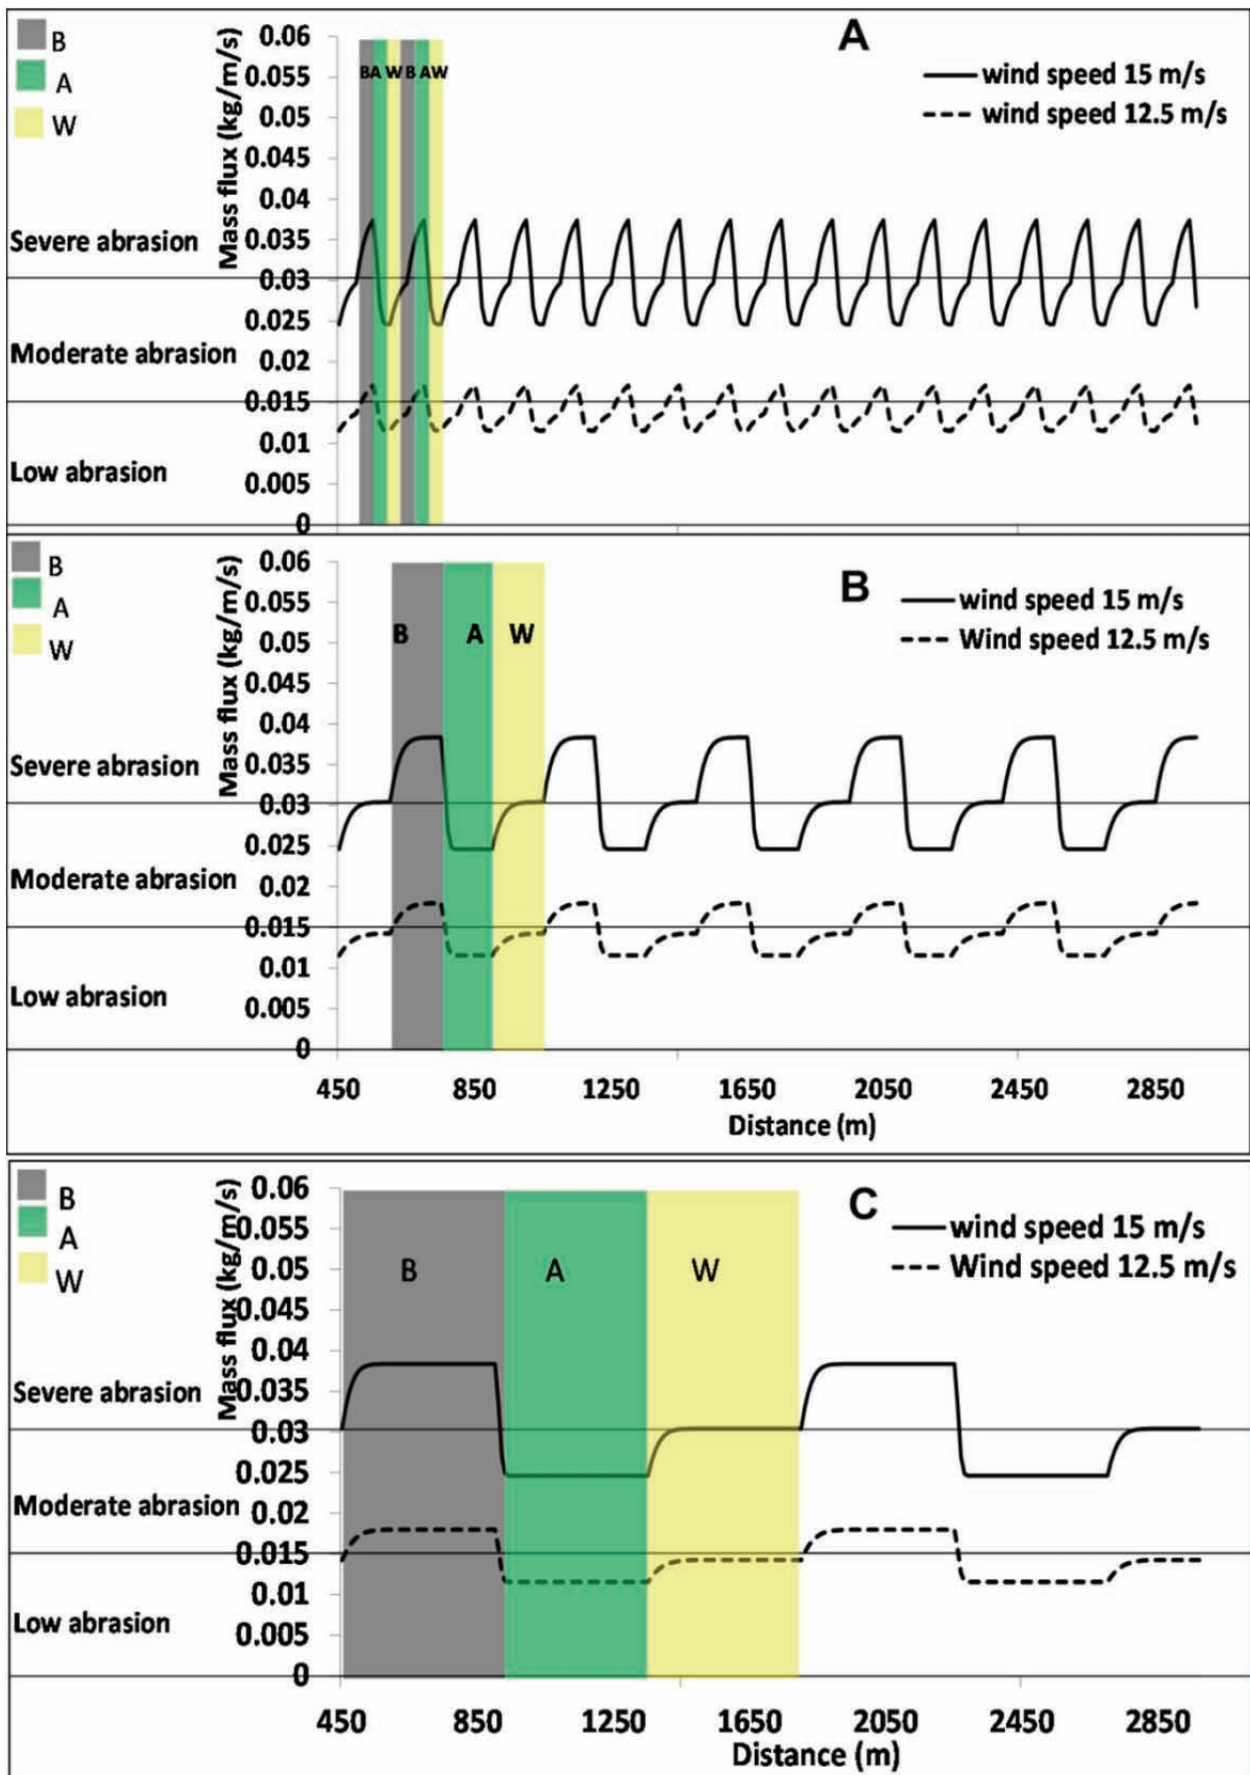 A
B
A
W
Mass flux (kg/m/s)
0.06
0.055
0.05
0.045
0.04
0.035
0.03
0.025
0.02
0.015
0.01
0.005
0
Severe abrasion
Moderate abrasion
Low abrasion
BA W B AW
wind speed 15 m/s
wind speed 12.5 m/s
B
B
A
W
Mass flux (kg/m/s)
0.06
0.055
0.05
0.045
0.04
0.035
0.03
0.025
0.02
0.015
0.01
0.005
0
Severe abrasion
Moderate abrasion
Low abrasion
B A W
wind speed 15 m/s
Wind speed 12.5 m/s
450 850 1250 1650 2050 2450 2850
Distance (m)
C
B
A
W
Mass flux (kg/m/s)
0.06
0.055
0.05
0.045
0.04
0.035
0.03
0.025
0.02
0.015
0.01
0.005
0
Severe abrasion
Moderate abrasion
Low abrasion
B A W
wind speed 15 m/s
Wind speed 12.5 m/s
450 850 1250 1650 2050 2450 2850
Distance (m)